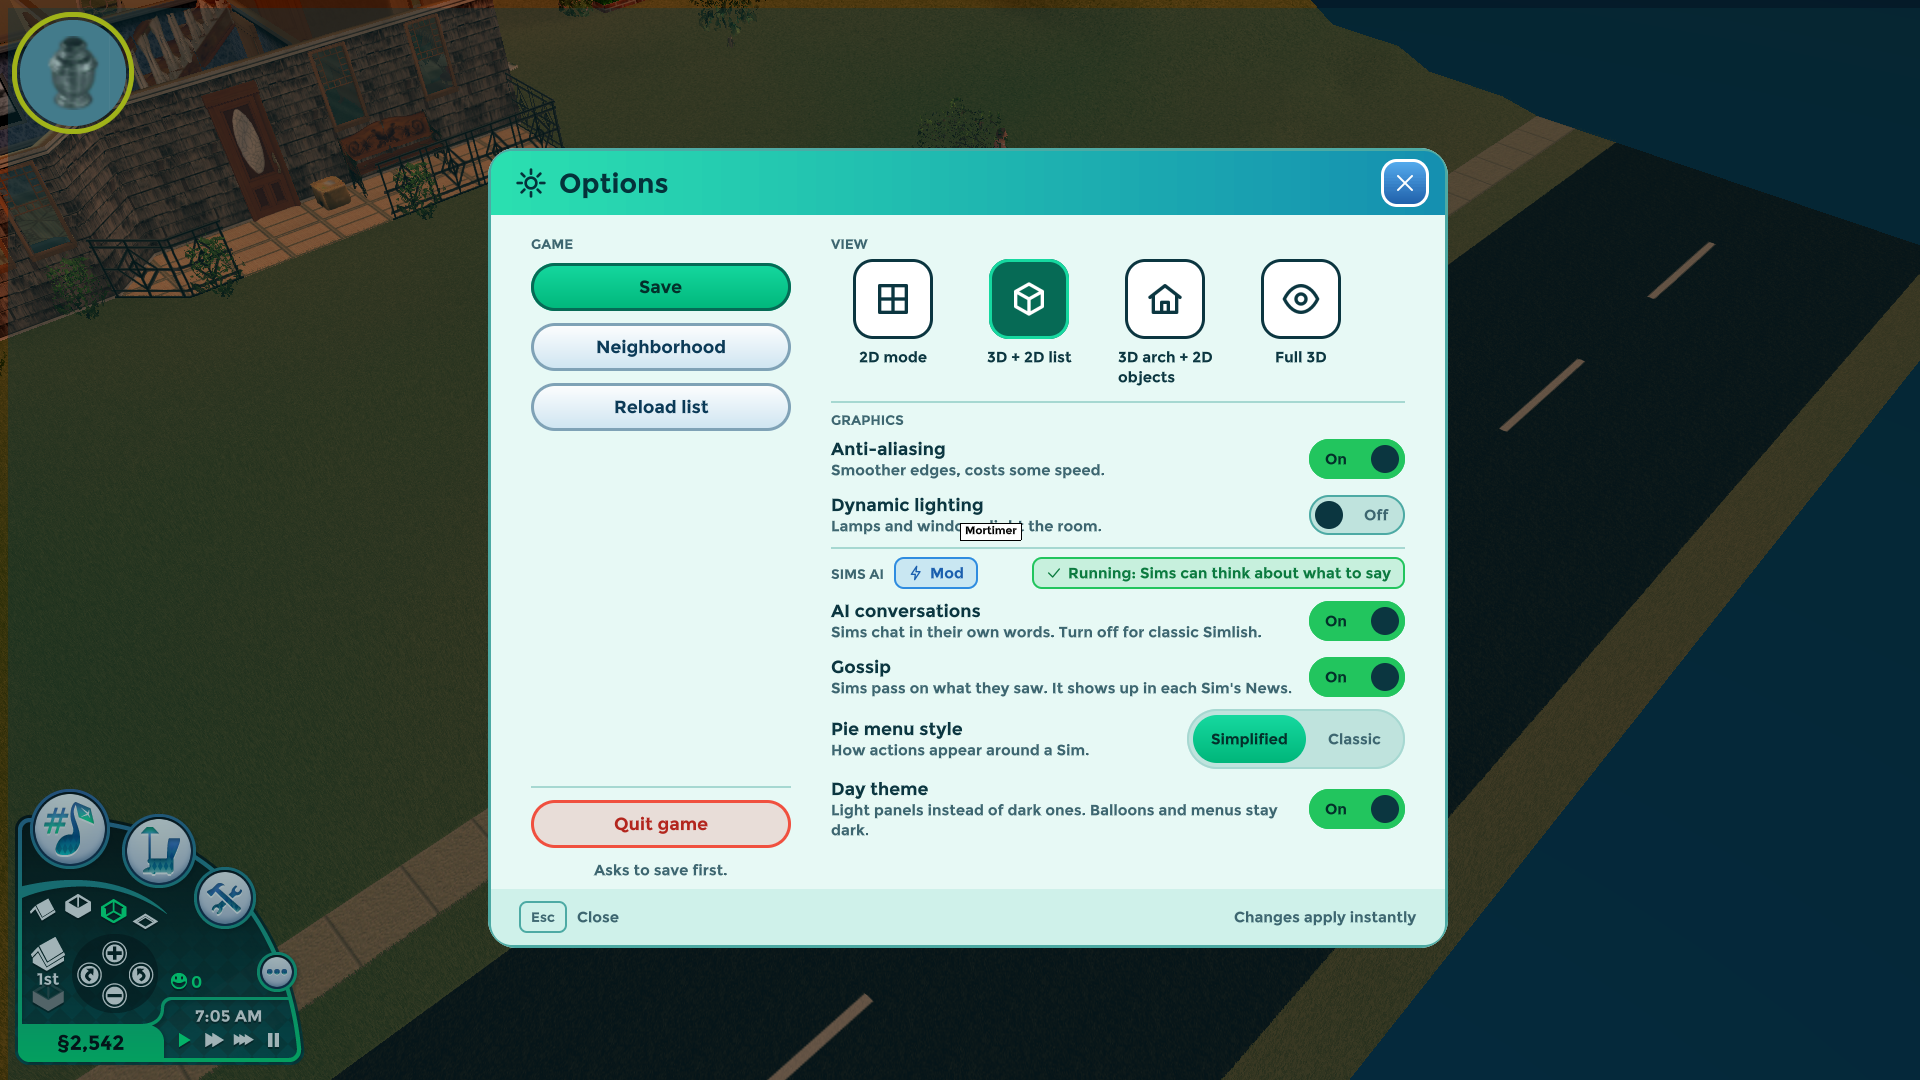 Options
GAME
Save
Neighborhood
Reload list
Quit game
Asks to save first.
VIEW
2D mode
3D + 2D list
3D arch + 2D
objects
Full 3D
GRAPHICS
Anti-aliasing
Smoother edges, costs some speed.
On
Dynamic lighting
Lamps and the room.
Off
Mortimer
SIMS AI
Mod
Running: Sims can think about what to say
AI conversations
Sims chat in their own words. Turn off for classic Simlish.
On
Gossip
Sims pass on what they saw. It shows up in each Sim's News.
On
Pie menu style
How actions appear around a Sim.
Simplified
Classic
Day theme
Light panels instead of dark ones. Balloons and menus stay
dark.
On
Esc
Close
Changes apply instantly
1st
0
7:05 AM
§2,542